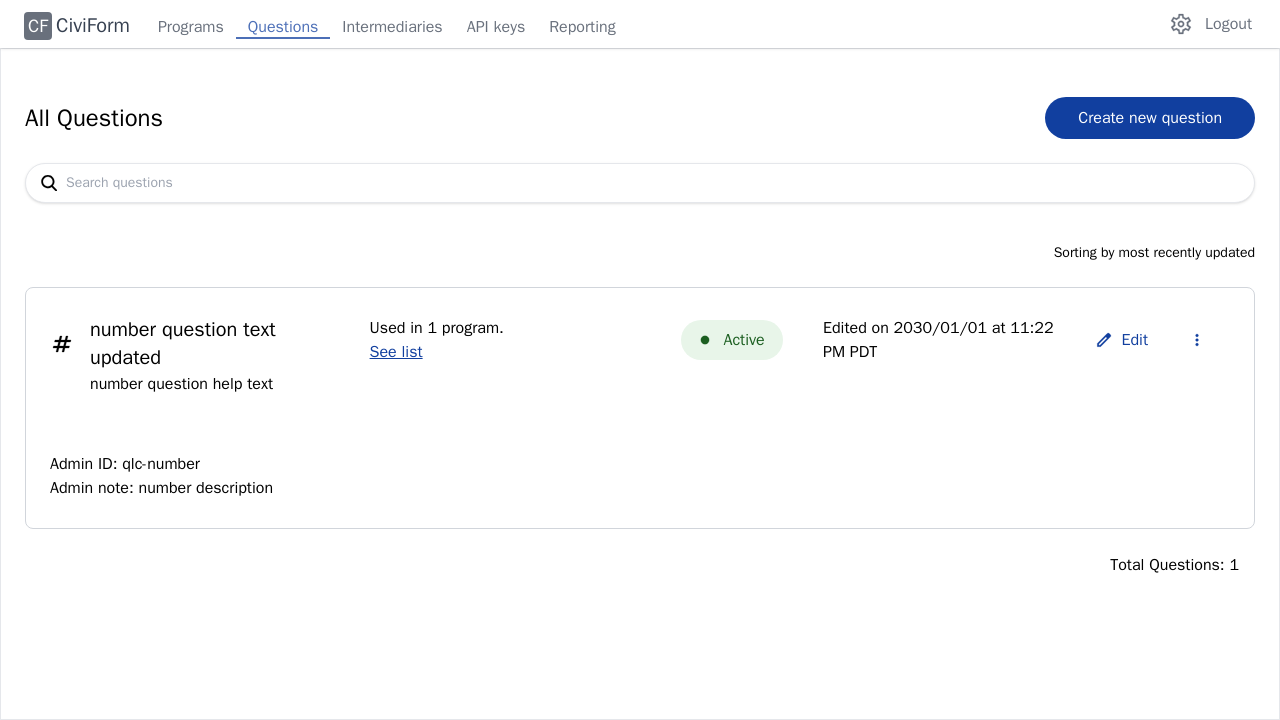 CF CiviForm Programs Questions Intermediaries API keys Reporting Logout
All Questions Create new question
Search questions
Sorting by most recently updated
# number question text updated
number question help text
Used in 1 program.
See list
Active
Edited on 2030/01/01 at 11:22
PM PDT
Edit
Admin ID: qlc-number
Admin note: number description
Total Questions: 1